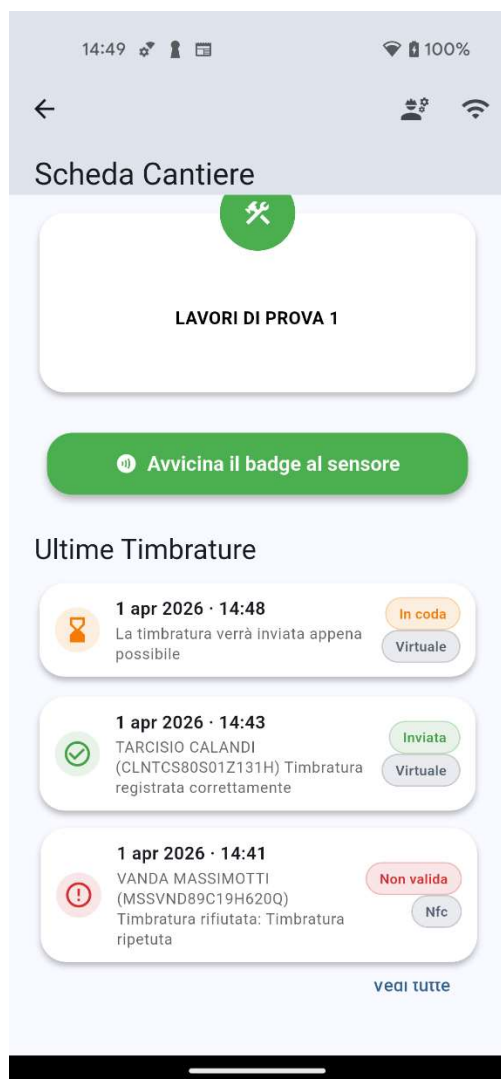 14:49
100%
Scheda Cantiere
LAVORI DI PROVA 1
Avvicina il badge al sensore
Ultime Timbrature
1 apr 2026 · 14:48
La timbratura verrà inviata appena
possibile
In coda
Virtuale
1 apr 2026 · 14:43
TARCISIO CALANDI
(CLNTCS80S01Z131H) Timbratura
registrata correttamente
Inviata
Virtuale
1 apr 2026 · 14:41
VANDA MASSIMOTTI
(MSSVND89C19H620Q)
Timbratura rifiutata: Timbratura
ripetuta
Non valida
Nfc
Vedi tutte